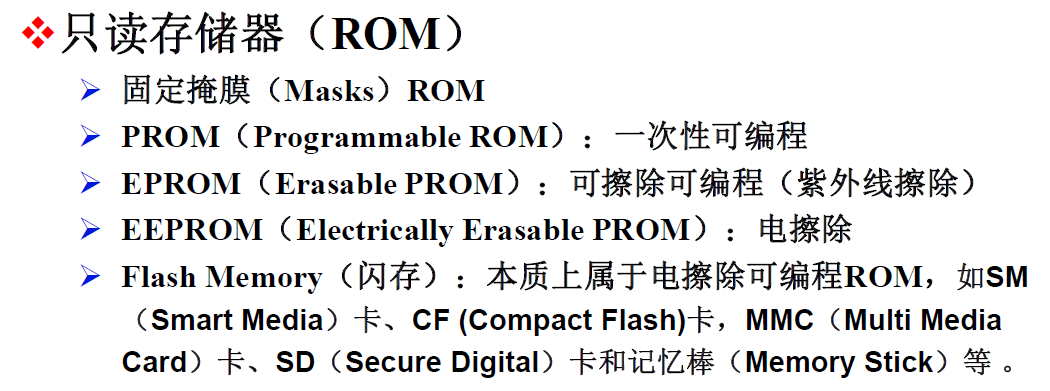 ❖只读存储器（ROM）
➢ 固定掩膜（Masks）ROM
➢ PROM（Programmable ROM）：一次性可编程
➢ EPROM（Erasable PROM）：可擦除可编程（紫外线擦除）
➢ EEPROM（Electrically Erasable PROM）：电擦除
➢ Flash Memory（闪存）：本质上属于电擦除可编程ROM，如SM
（Smart Media）卡、CF (Compact Flash)卡，MMC（Multi Media
Card）卡、SD（Secure Digital）卡和记忆棒（Memory Stick）等 。